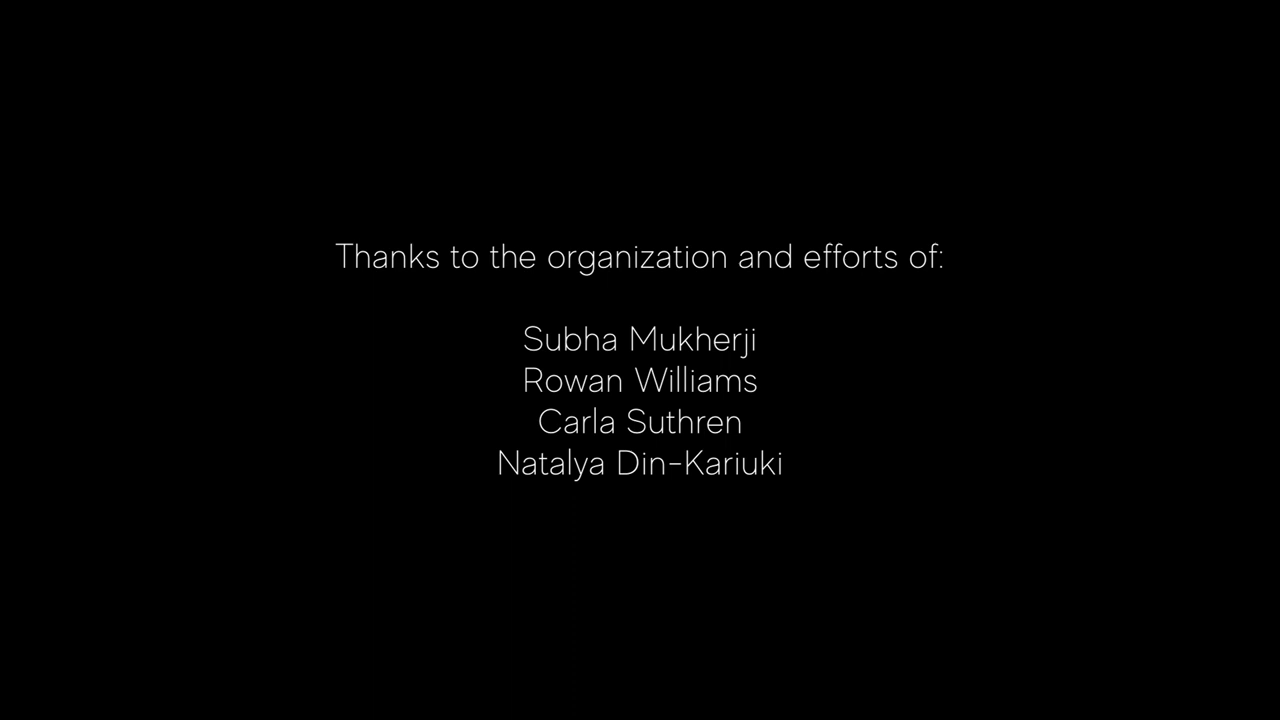 Thanks to the organization and efforts of:
Subha Mukherji
Rowan Williams
Carla Suthren
Natalya Din-Kariuki